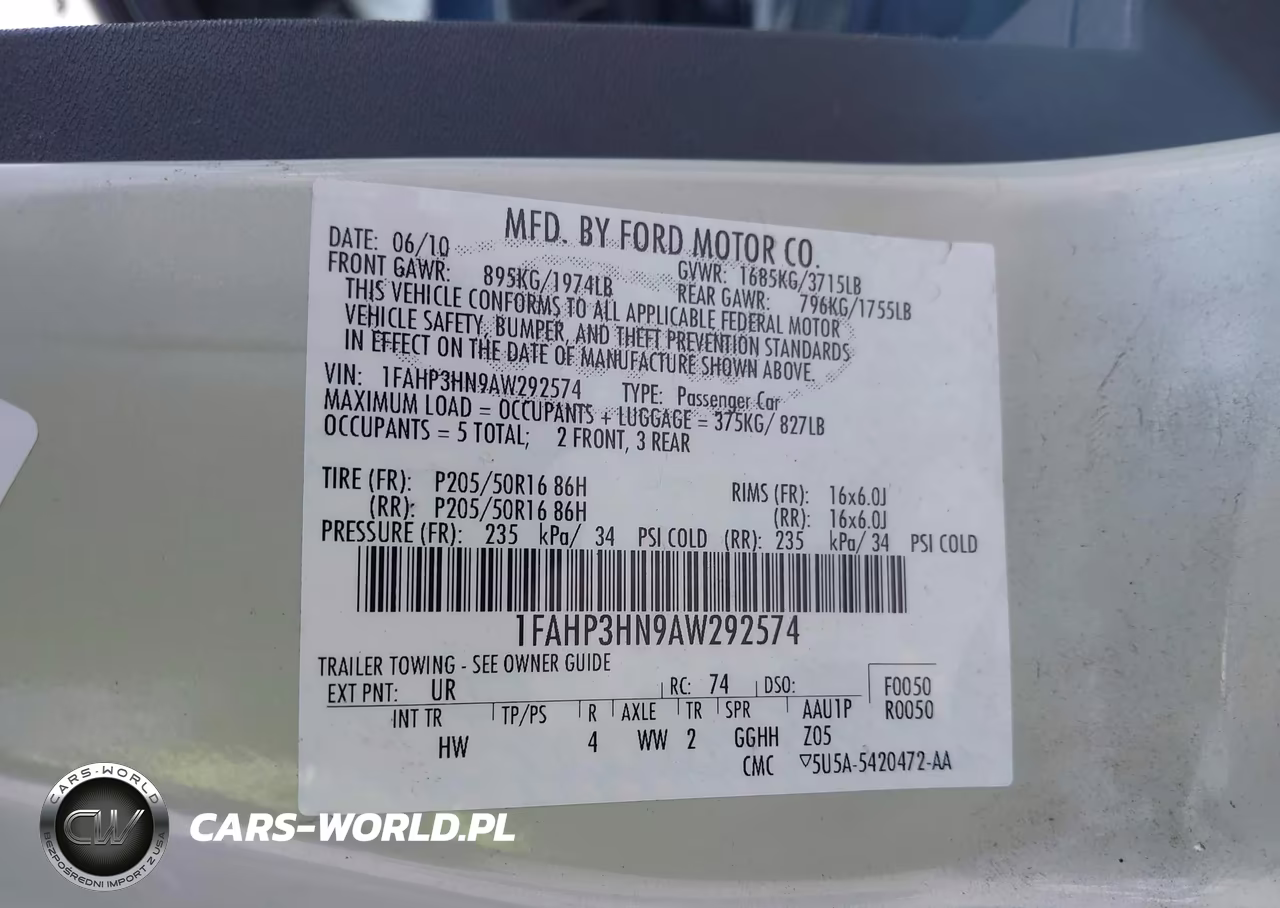 MFD. BY FORD MOTOR CO.
DATE: 06/10 GVWR: 1685KG/3715LB
FRONT GAWR: 895KG/1974LB REAR GAWR: 796KG/1755LB
THIS VEHICLE CONFORMS TO ALL APPLICABLE FEDERAL MOTOR
VEHICLE SAFETY, BUMPER, AND THEFT PREVENTION STANDARDS
IN EFFECT ON THE DATE OF MANUFACTURE SHOWN ABOVE.
VIN: 1FAHP3HN9AW292574 TYPE: Passenger Car
MAXIMUM LOAD = OCCUPANTS + LUGGAGE = 375KG/ 827LB
OCCUPANTS = 5 TOTAL; 2 FRONT, 3 REAR
TIRE (FR): P205/50R16 86H RIMS (FR): 16x6.0J
(RR): P205/50R16 86H (RR): 16x6.0J
PRESSURE (FR): 235 kPa/ 34 PSI COLD (RR): 235 kPa/ 34 PSI COLD
1FAHP3HN9AW292574
TRAILER TOWING - SEE OWNER GUIDE
EXT PNT: UR RC: 74 DSO: F0050
INT TR TP/PS R AXLE TR SPR AAU1P R0050
HW 4 WW 2 GGHH Z05
CMC ▽5U5A-5420472-AA
CARS-WORLD
CW
BEZPOŚREDNI IMPORT Z USA
CARS-WORLD.PL